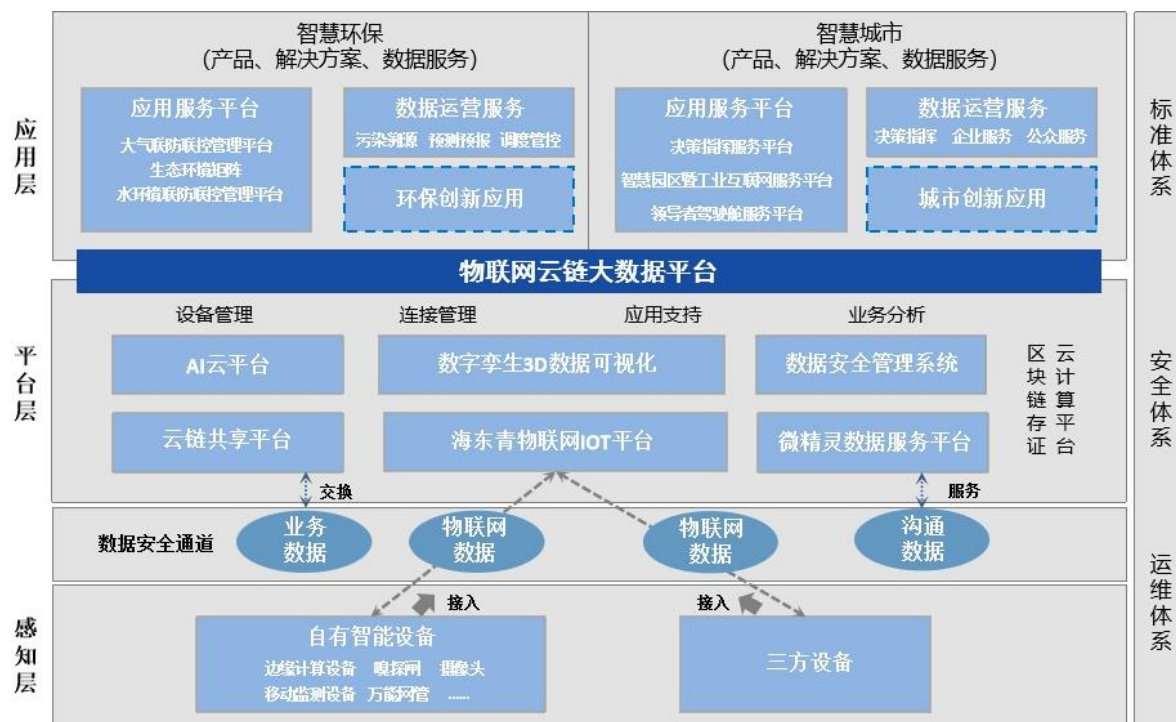 应用层
智慧环保
(产品、解决方案、数据服务)
应用服务平台
大气联防联控管理平台
生态环境矩阵
水环境联防联控管理平台
数据运营服务
污染溯源 预测预报 调度管控
环保创新应用
智慧城市
(产品、解决方案、数据服务)
应用服务平台
决策指挥服务平台
智慧园区暨工业互联网服务平台
领导者驾驶舱服务平台
数据运营服务
决策指挥 企业服务 公众服务
城市创新应用
物联网云链大数据平台
平台层
设备管理 连接管理 应用支持 业务分析
AI云平台 数字孪生3D数据可视化 数据安全管理系统
云链共享平台 海东青物联网IOT平台 微精灵数据服务平台
区块链存证
云计算平台
交换
服务
数据安全通道
业务
数据
物联网
数据
物联网
数据
沟通
数据
感知层
接入
接入
自有智能设备
边缘计算设备 嗅探闸 摄像头
移动监测设备 万能网管 ......
三方设备
标准体系
安全体系
运维体系